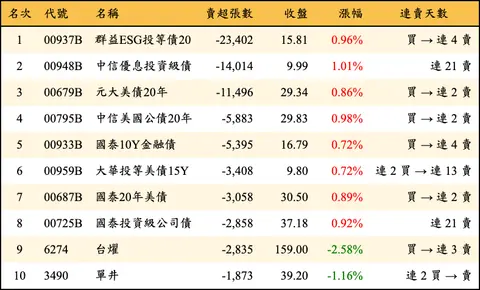 名次 代號 名稱 賣超張數 收盤 漲幅 連賣天數
1 00937B 群益ESG投等債20 -23,402 15.81 0.96% 買 → 連 4 賣
2 00948B 中信優息投資級債 -14,014 9.99 1.01% 連 21 賣
3 00679B 元大美債20年 -11,496 29.34 0.86% 買 → 連 2 賣
4 00795B 中信美國公債20年 -5,883 29.83 0.98% 買 → 連 2 賣
5 00933B 國泰10Y金融債 -5,395 16.79 0.72% 買 → 連 4 賣
6 00959B 大華投等美債15Y -3,408 9.80 0.72% 連 2 買 → 連 13 賣
7 00687B 國泰20年美債 -3,058 30.50 0.89% 買 → 連 2 賣
8 00725B 國泰投資級公司債 -2,858 37.18 0.92% 連 21 賣
9 6274 台燿 -2,835 159.00 -2.58% 買 → 連 3 賣
10 3490 單井 -1,873 39.20 -1.16% 連 2 買 → 賣